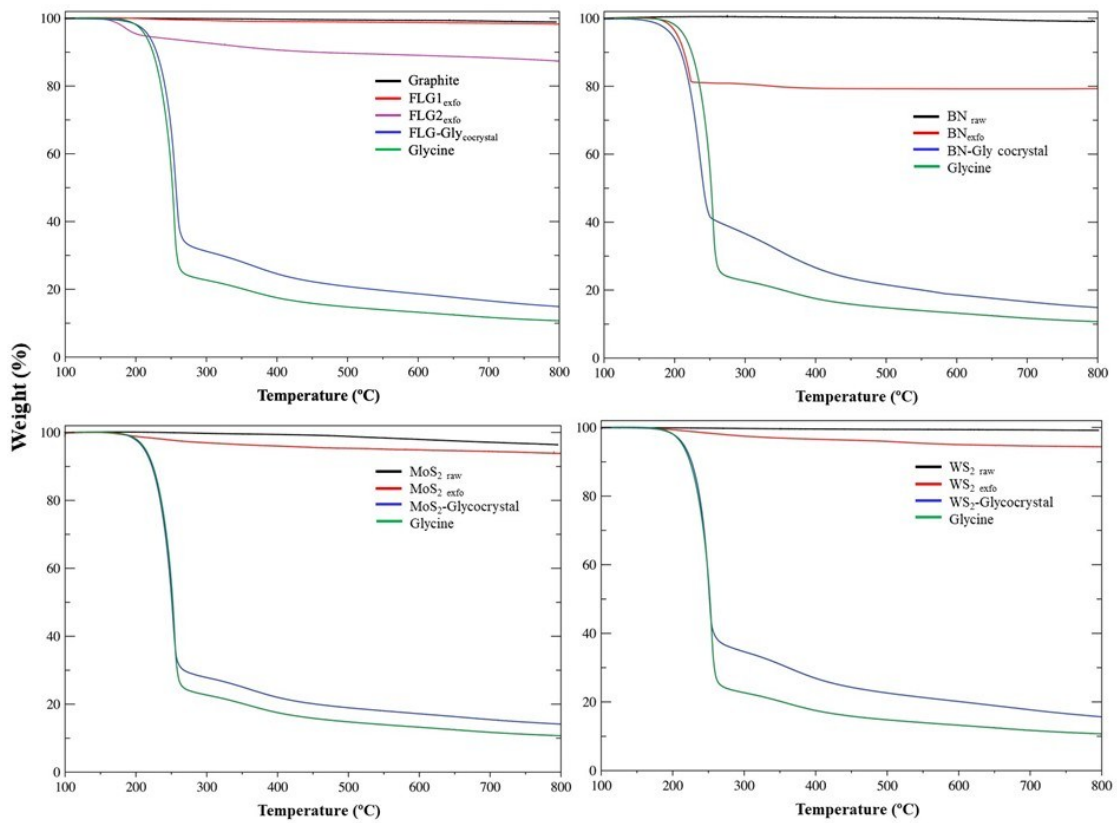 Weight (%)
100
80
60
40
20
0
Graphite
FLG1exfo
FLG2exfo
FLG-Glycocrystal
Glycine
100 200 300 400 500 600 700 800
Temperature (ºC)
100
80
60
40
20
0
BN raw
BNexfo
BN-Gly cocrystal
Glycine
100 200 300 400 500 600 700 800
Temperature (ºC)
100
80
60
40
20
0
MoS2 raw
MoS2 exfo
MoS2-Glycocrystal
Glycine
100 200 300 400 500 600 700 800
Temperature (ºC)
100
80
60
40
20
0
WS2 raw
WS2 exfo
WS2-Glycocrystal
Glycine
100 200 300 400 500 600 700 800
Temperature (ºC)